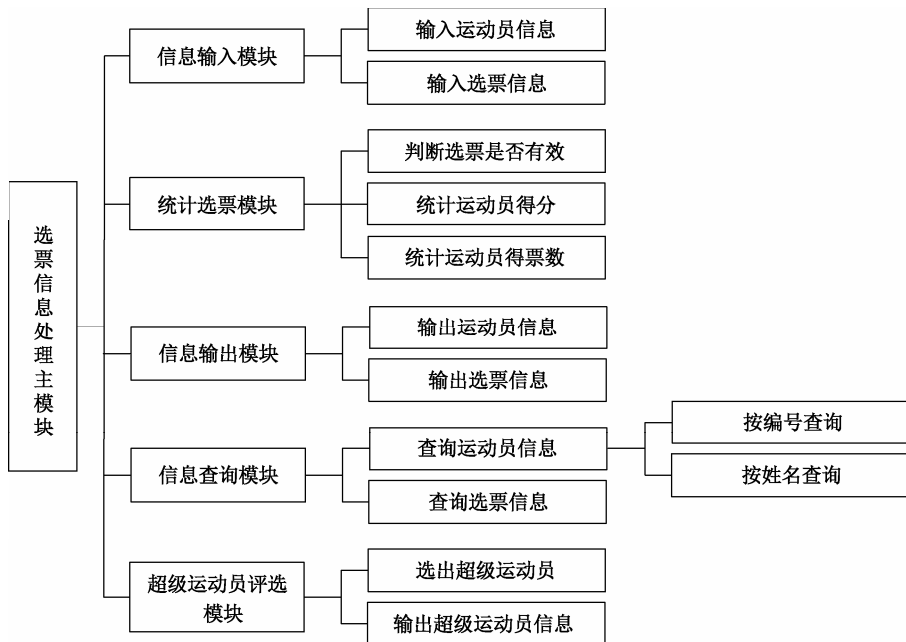 选票信息处理主模块
信息输入模块
输入运动员信息
输入选票信息
统计选票模块
判断选票是否有效
统计运动员得分
统计运动员得票数
信息输出模块
输出运动员信息
输出选票信息
信息查询模块
查询运动员信息
按编号查询
按姓名查询
查询选票信息
超级运动员评选
模块
选出超级运动员
输出超级运动员信息